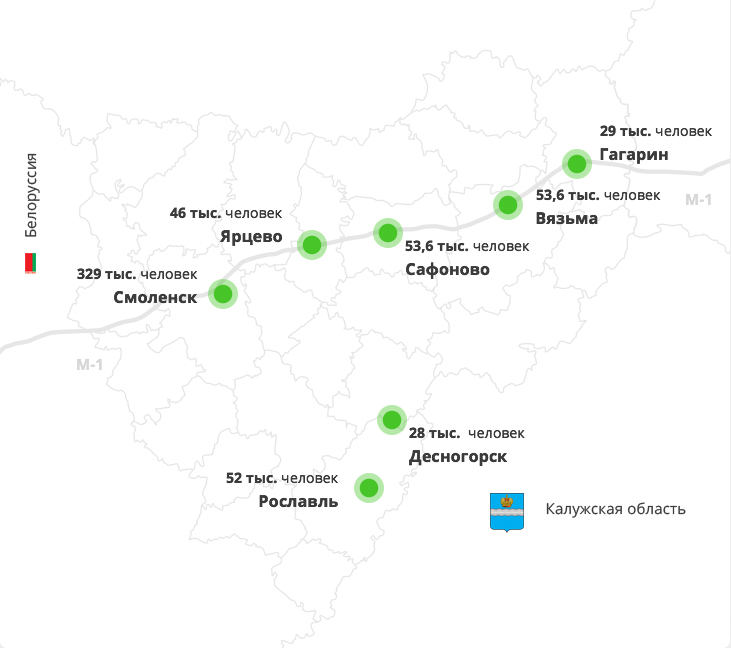 29 тыс. человек
Гагарин
Белоруссия
53,6 тыс. человек
Вязьма
М-1
46 тыс. человек
Ярцево
53,6 тыс. человек
Сафоново
329 тыс. человек
Смоленск
М-1
28 тыс. человек
Десногорск
52 тыс. человек
Рославль
Калужская область